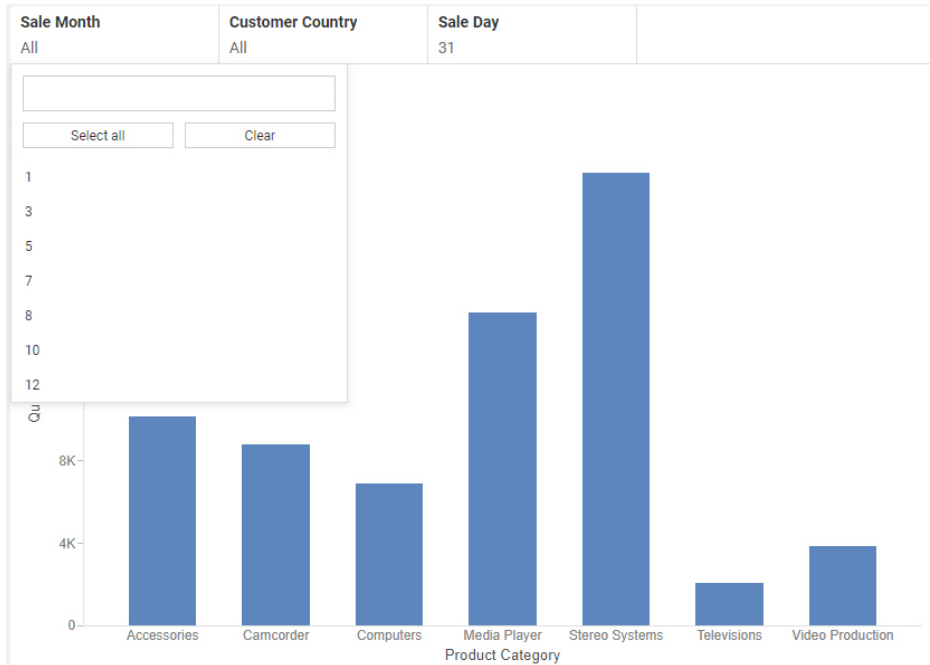 Sale Month Customer Country Sale Day
All All 31
Select all Clear
1
3
5
7
8
10
12
Qu
8K
4K
0
Accessories Camcorder Computers Media Player Stereo Systems Televisions Video Production
Product Category